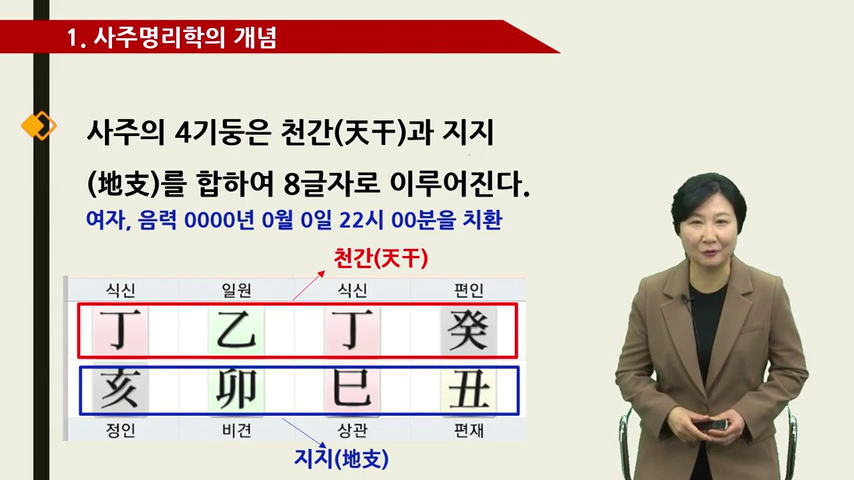 1. 사주명리학의 개념
사주의 4기둥은 천간(天干)과 지지
(地支)를 합하여 8글자로 이루어진다.
여자, 음력 0000년 0월 0일 22시 00분을 치환
천간(天干)
식신 일원 식신 편인
丁 乙 丁 癸
亥 卯 巳 丑
정인 비견 상관 편재
지지(地支)